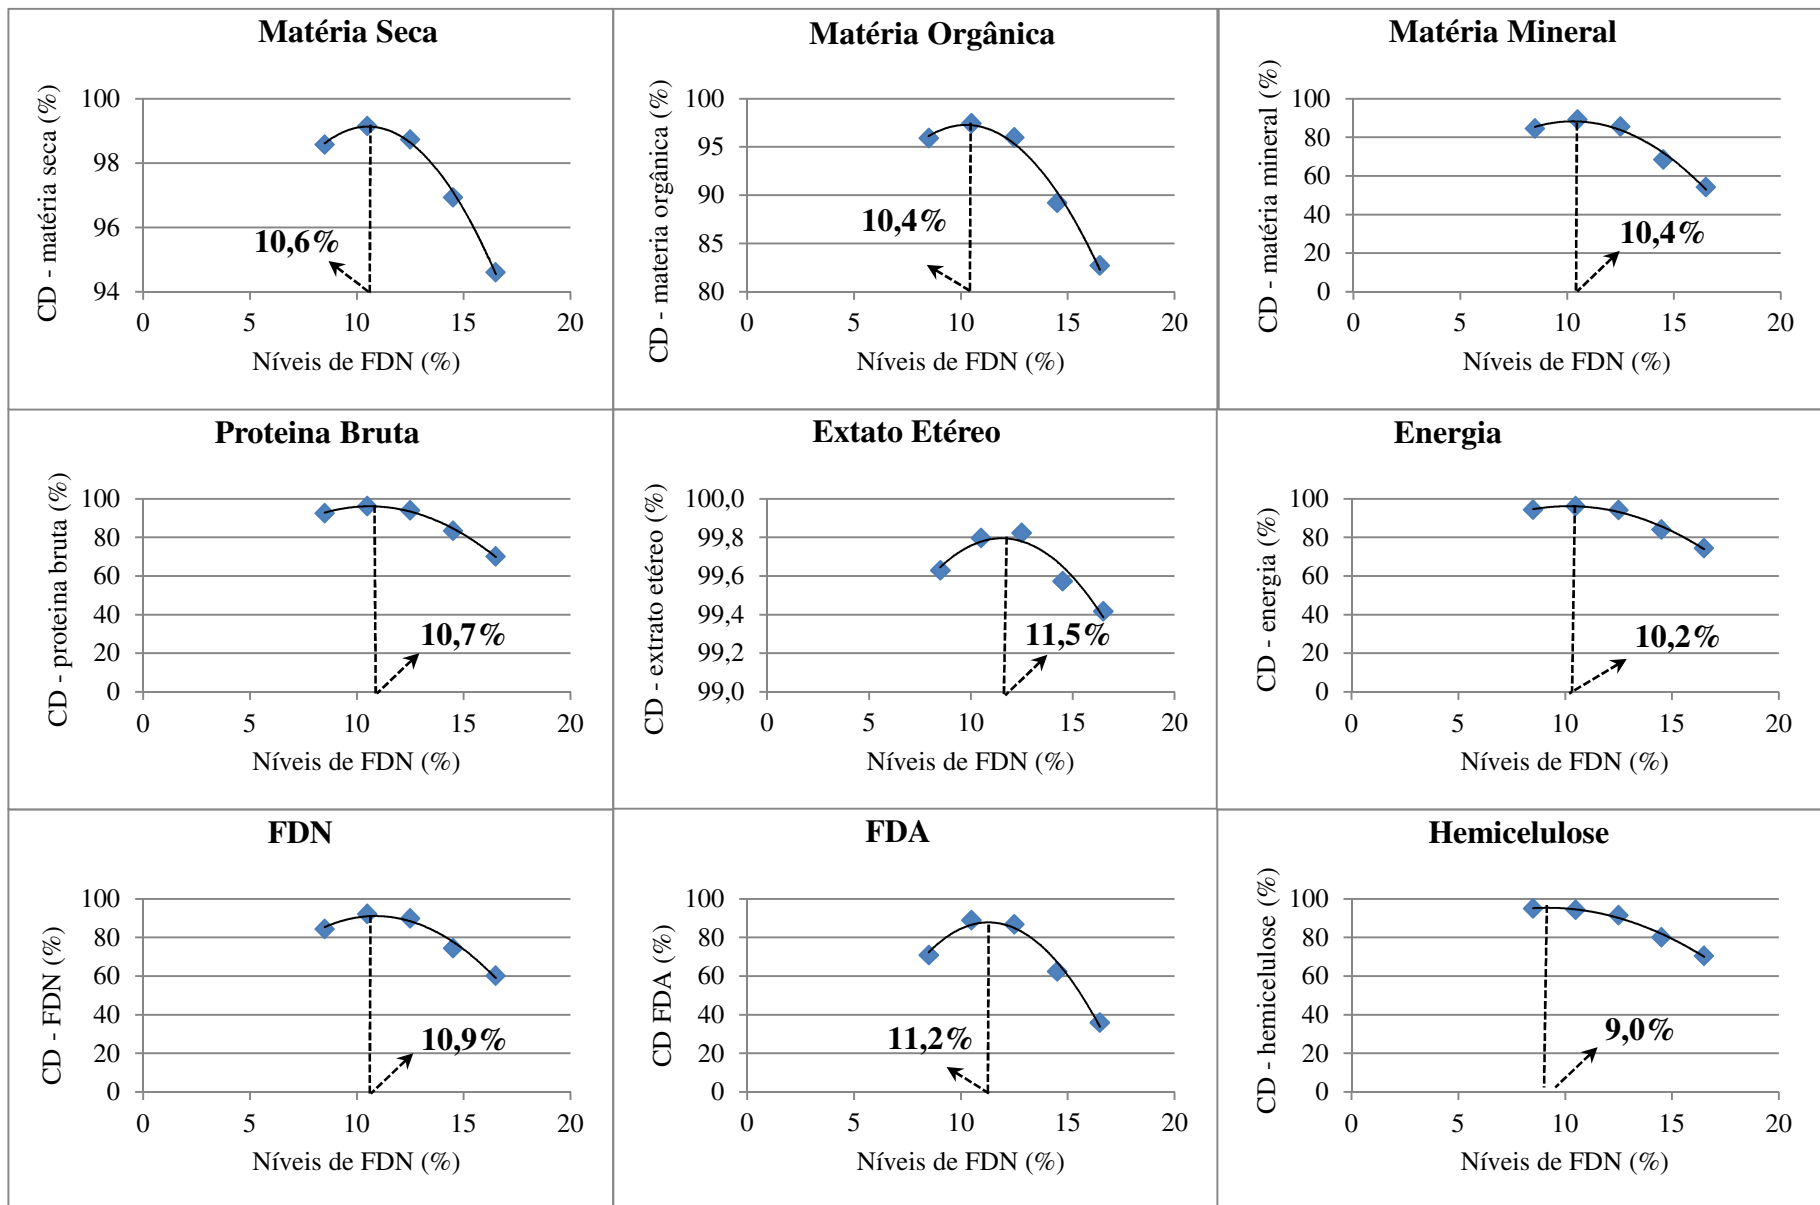 Matéria Seca
CD - matéria seca (%)
100
98
96
94
10,6%
0 5 10 15 20
Níveis de FDN (%)
Matéria Orgânica
CD - materia orgânica (%)
100
95
90
85
80
10,4%
0 5 10 15 20
Níveis de FDN (%)
Matéria Mineral
CD - matéria mineral (%)
100
80
60
40
20
0
10,4%
0 5 10 15 20
Níveis de FDN (%)
Proteina Bruta
CD - proteina bruta (%)
100
80
60
40
20
0
10,7%
0 5 10 15 20
Níveis de FDN (%)
Extato Etéreo
CD - extrato etéreo (%)
100,0
99,8
99,6
99,4
99,2
99,0
11,5%
0 5 10 15 20
Níveis de FDN (%)
Energia
CD - energia (%)
100
80
60
40
20
0
10,2%
0 5 10 15 20
Níveis de FDN (%)
FDN
CD - FDN (%)
100
80
60
40
20
0
10,9%
0 5 10 15 20
Níveis de FDN (%)
FDA
CD FDA (%)
100
80
60
40
20
0
11,2%
0 5 10 15 20
Níveis de FDN (%)
Hemicelulose
CD - hemicelulose (%)
100
80
60
40
20
0
9,0%
0 5 10 15 20
Níveis de FDN (%)